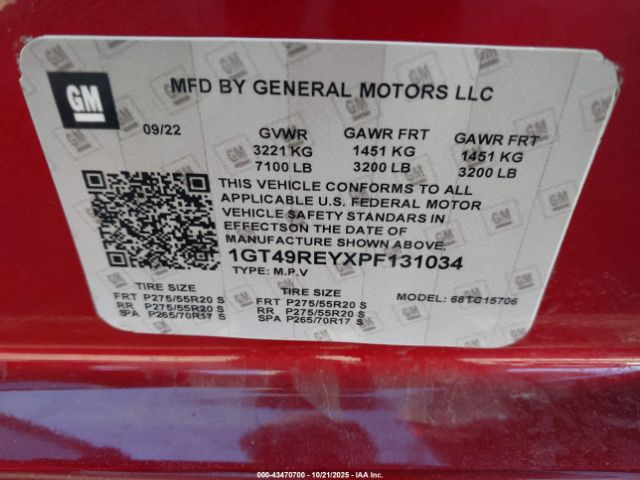 GM
MFD BY GENERAL MOTORS LLC
09/22 GVWR GAWR FRT GAWR FRT
3221 KG 1451 KG 1451 KG
7100 LB 3200 LB 3200 LB
THIS VEHICLE CONFORMS TO ALL
APPLICABLE U.S. FEDERAL MOTOR
VEHICLE SAFETY STANDARS IN
EFFECTSON THE DATE OF
MANUFACTURE SHOWN ABOVE.
1GT49REYXPF131034
TYPE: M.P.V MODEL: 68TC15706
TIRE SIZE TIRE SIZE
FRT P275/55R20 S FRT P275/55R20 S
RR P275/55R20 S RR P275/55R20 S
SPA P265/70R17 S SPA P265/70R17 S
000-43470700 - 10/21/2025 - IAAI, Inc. Copyright